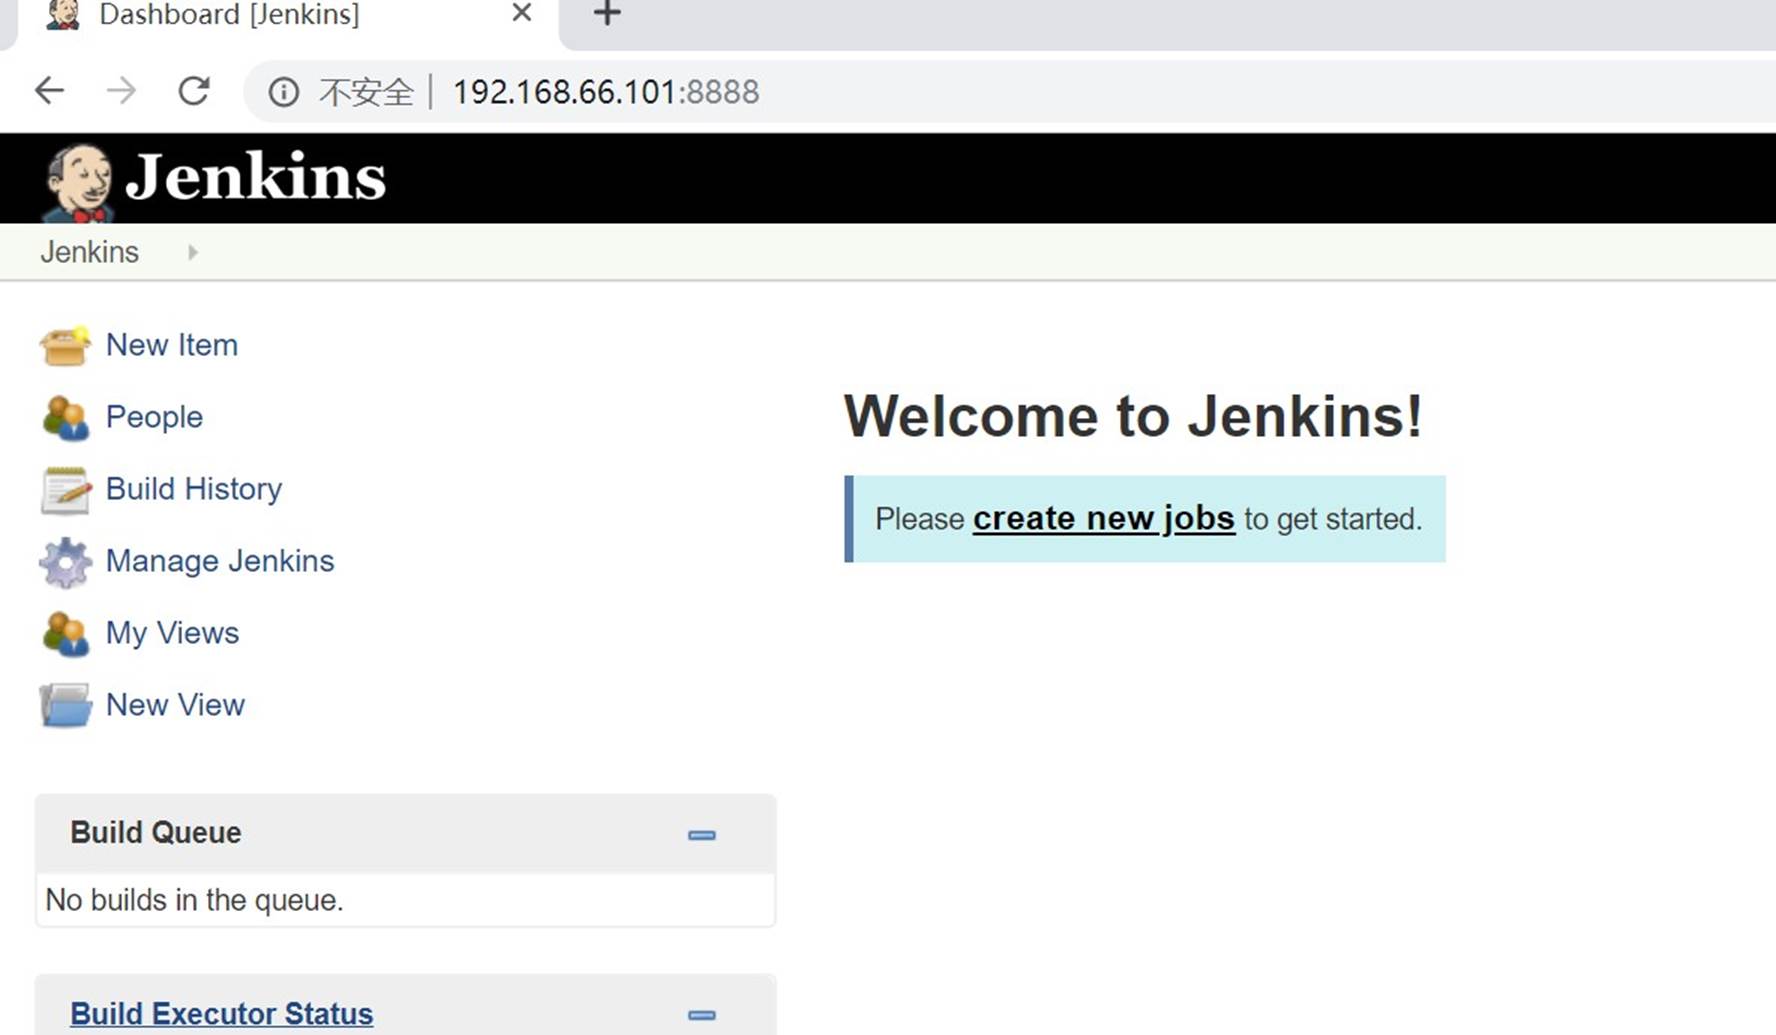 Dashboard [Jenkins]
不安全 192.168.66.101:8888
Jenkins
Jenkins
New Item
People
Build History
Manage Jenkins
My Views
New View
Welcome to Jenkins!
Please create new jobs to get started.
Build Queue
No builds in the queue.
Build Executor Status